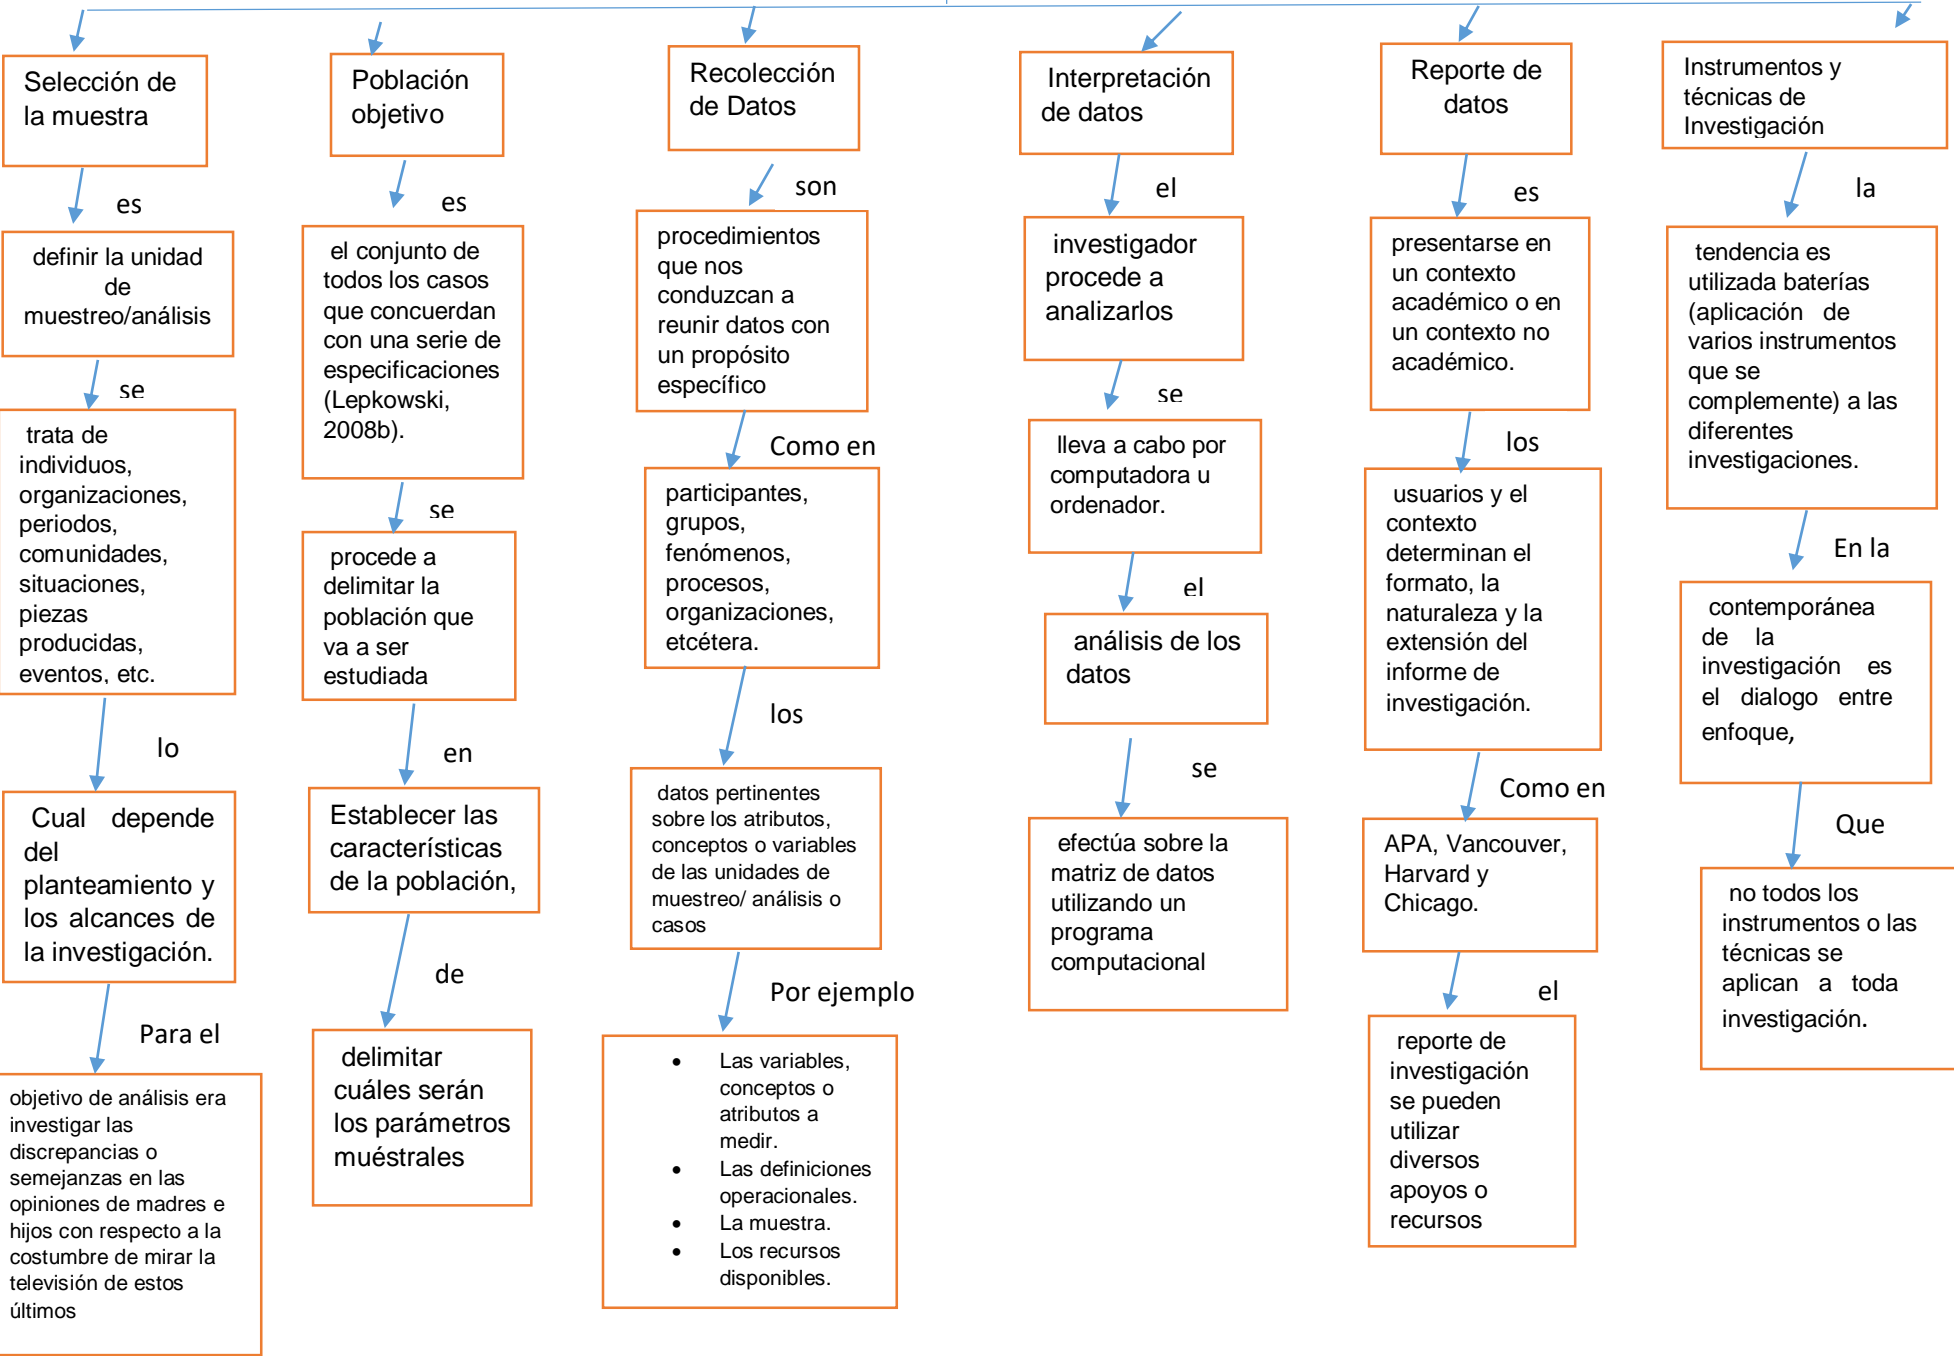 Selección de
la muestra
es
definir la unidad
de
muestreo/análisis
se
trata de
individuos,
organizaciones,
periodos,
comunidades,
situaciones,
piezas
producidas,
eventos, etc.
lo
Cual depende
del
planteamiento y
los alcances de
la investigación.
Para el
objetivo de análisis era
investigar las
discrepancias o
semejanzas en las
opiniones de madres e
hijos con respecto a la
costumbre de mirar la
televisión de estos
últimos
Población
objetivo
es
el conjunto de
todos los casos
que concuerdan
con una serie de
especificaciones
(Lepkowski,
2008b).
se
procede a
delimitar la
población que
va a ser
estudiada
en
Establecer las
características
de la población,
de
delimitar
cuáles serán
los parámetros
muéstrales
Recolección
de Datos
son
procedimientos
que nos
conduzcan a
reunir datos con
un propósito
específico
Como en
participantes,
grupos,
fenómenos,
procesos,
organizaciones,
etcétera.
los
datos pertinentes
sobre los atributos,
conceptos o variables
de las unidades de
muestreo/ análisis o
casos
Por ejemplo
• Las variables,
conceptos o
atributos a
medir.
• Las definiciones
operacionales.
• La muestra.
• Los recursos
disponibles.
Interpretación
de datos
el
investigador
procede a
analizarlos
se
lleva a cabo por
computadora u
ordenador.
el
análisis de los
datos
se
efectúa sobre la
matriz de datos
utilizando un
programa
computacional
Reporte de
datos
es
presentarse en
un contexto
académico o en
un contexto no
académico.
los
usuarios y el
contexto
determinan el
formato, la
naturaleza y la
extensión del
informe de
investigación.
Como en
APA, Vancouver,
Harvard y
Chicago.
el
reporte de
investigación
se pueden
utilizar
diversos
apoyos o
recursos
Instrumentos y
técnicas de
Investigación
la
tendencia es
utilizada baterías
(aplicación de
varios instrumentos
que se
complemente) a las
diferentes
investigaciones.
En la
contemporánea
de la
investigación es
el dialogo entre
enfoque,
Que
no todos los
instrumentos o las
técnicas se
aplican a toda
investigación.